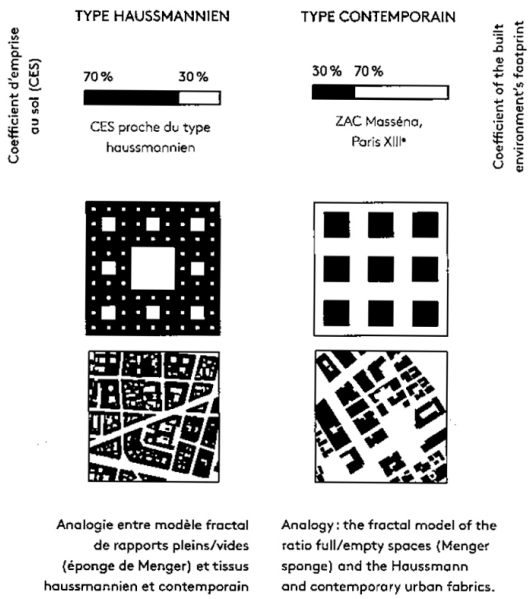 TYPE HAUSSMANNIEN
TYPE CONTEMPORAIN
Coefficient d'emprise
au sol (CES)
70 % 30 %
CES proche du type
haussmannien
30 % 70 %
ZAC Masséna,
Paris XIIIe
Coefficient of the built
environment's footprint
Analogie entre modèle fractal
de rapports pleins/vides
(éponge de Menger) et tissus
haussmannien et contemporain
Analogy : the fractal model of the
ratio full/empty spaces (Menger
sponge) and the Haussmann
and contemporary urban fabrics.